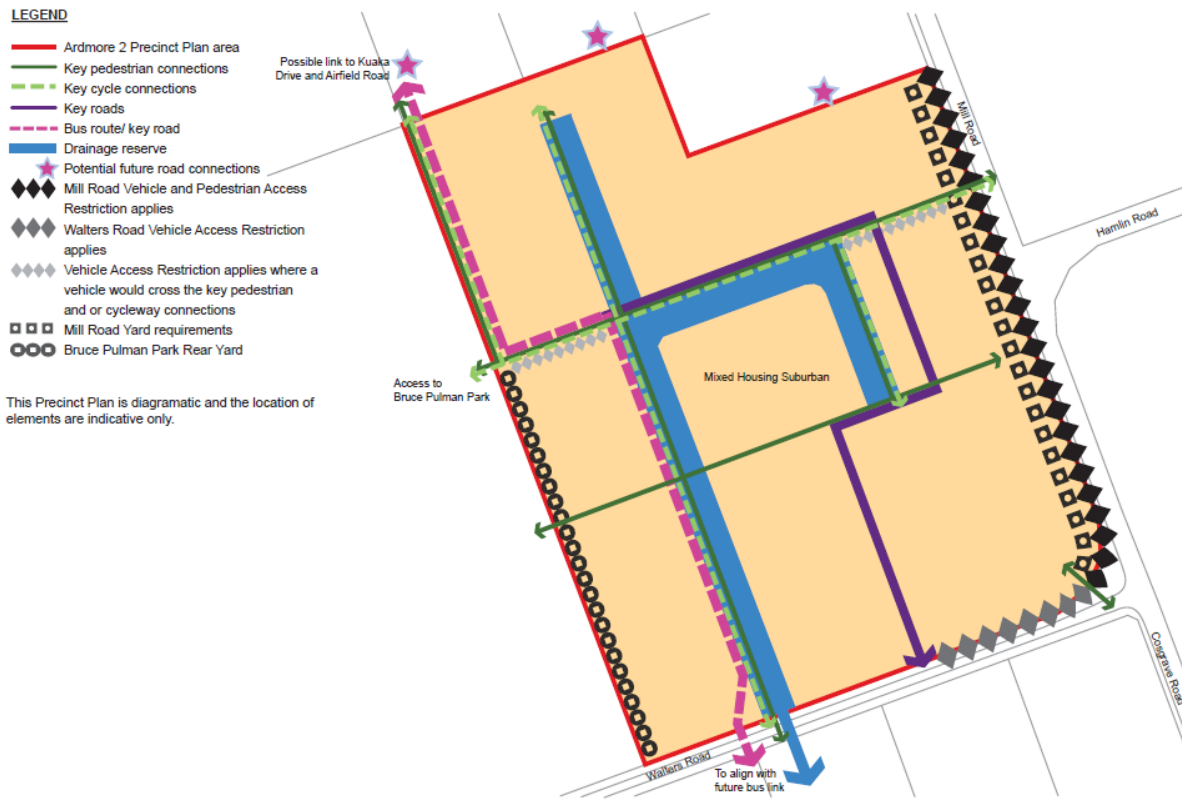 LEGEND
Ardmore 2 Precinct Plan area
Key pedestrian connections
Key cycle connections
Key roads
Bus route/ key road
Drainage reserve
Potential future road connections
Mill Road Vehicle and Pedestrian Access
Restriction applies
Walters Road Vehicle Access Restriction
applies
Vehicle Access Restriction applies where a
vehicle would cross the key pedestrian
and or cycleway connections
Mill Road Yard requirements
Bruce Pulman Park Rear Yard
This Precinct Plan is diagramatic and the location of
elements are indicative only.
Possible link to Kuaka
Drive and Airfield Road
Mill Road
Hamlin Road
Access to
Bruce Pulman Park
Mixed Housing Suburban
Cosgrave Road
Walters Road
To align with
future bus link